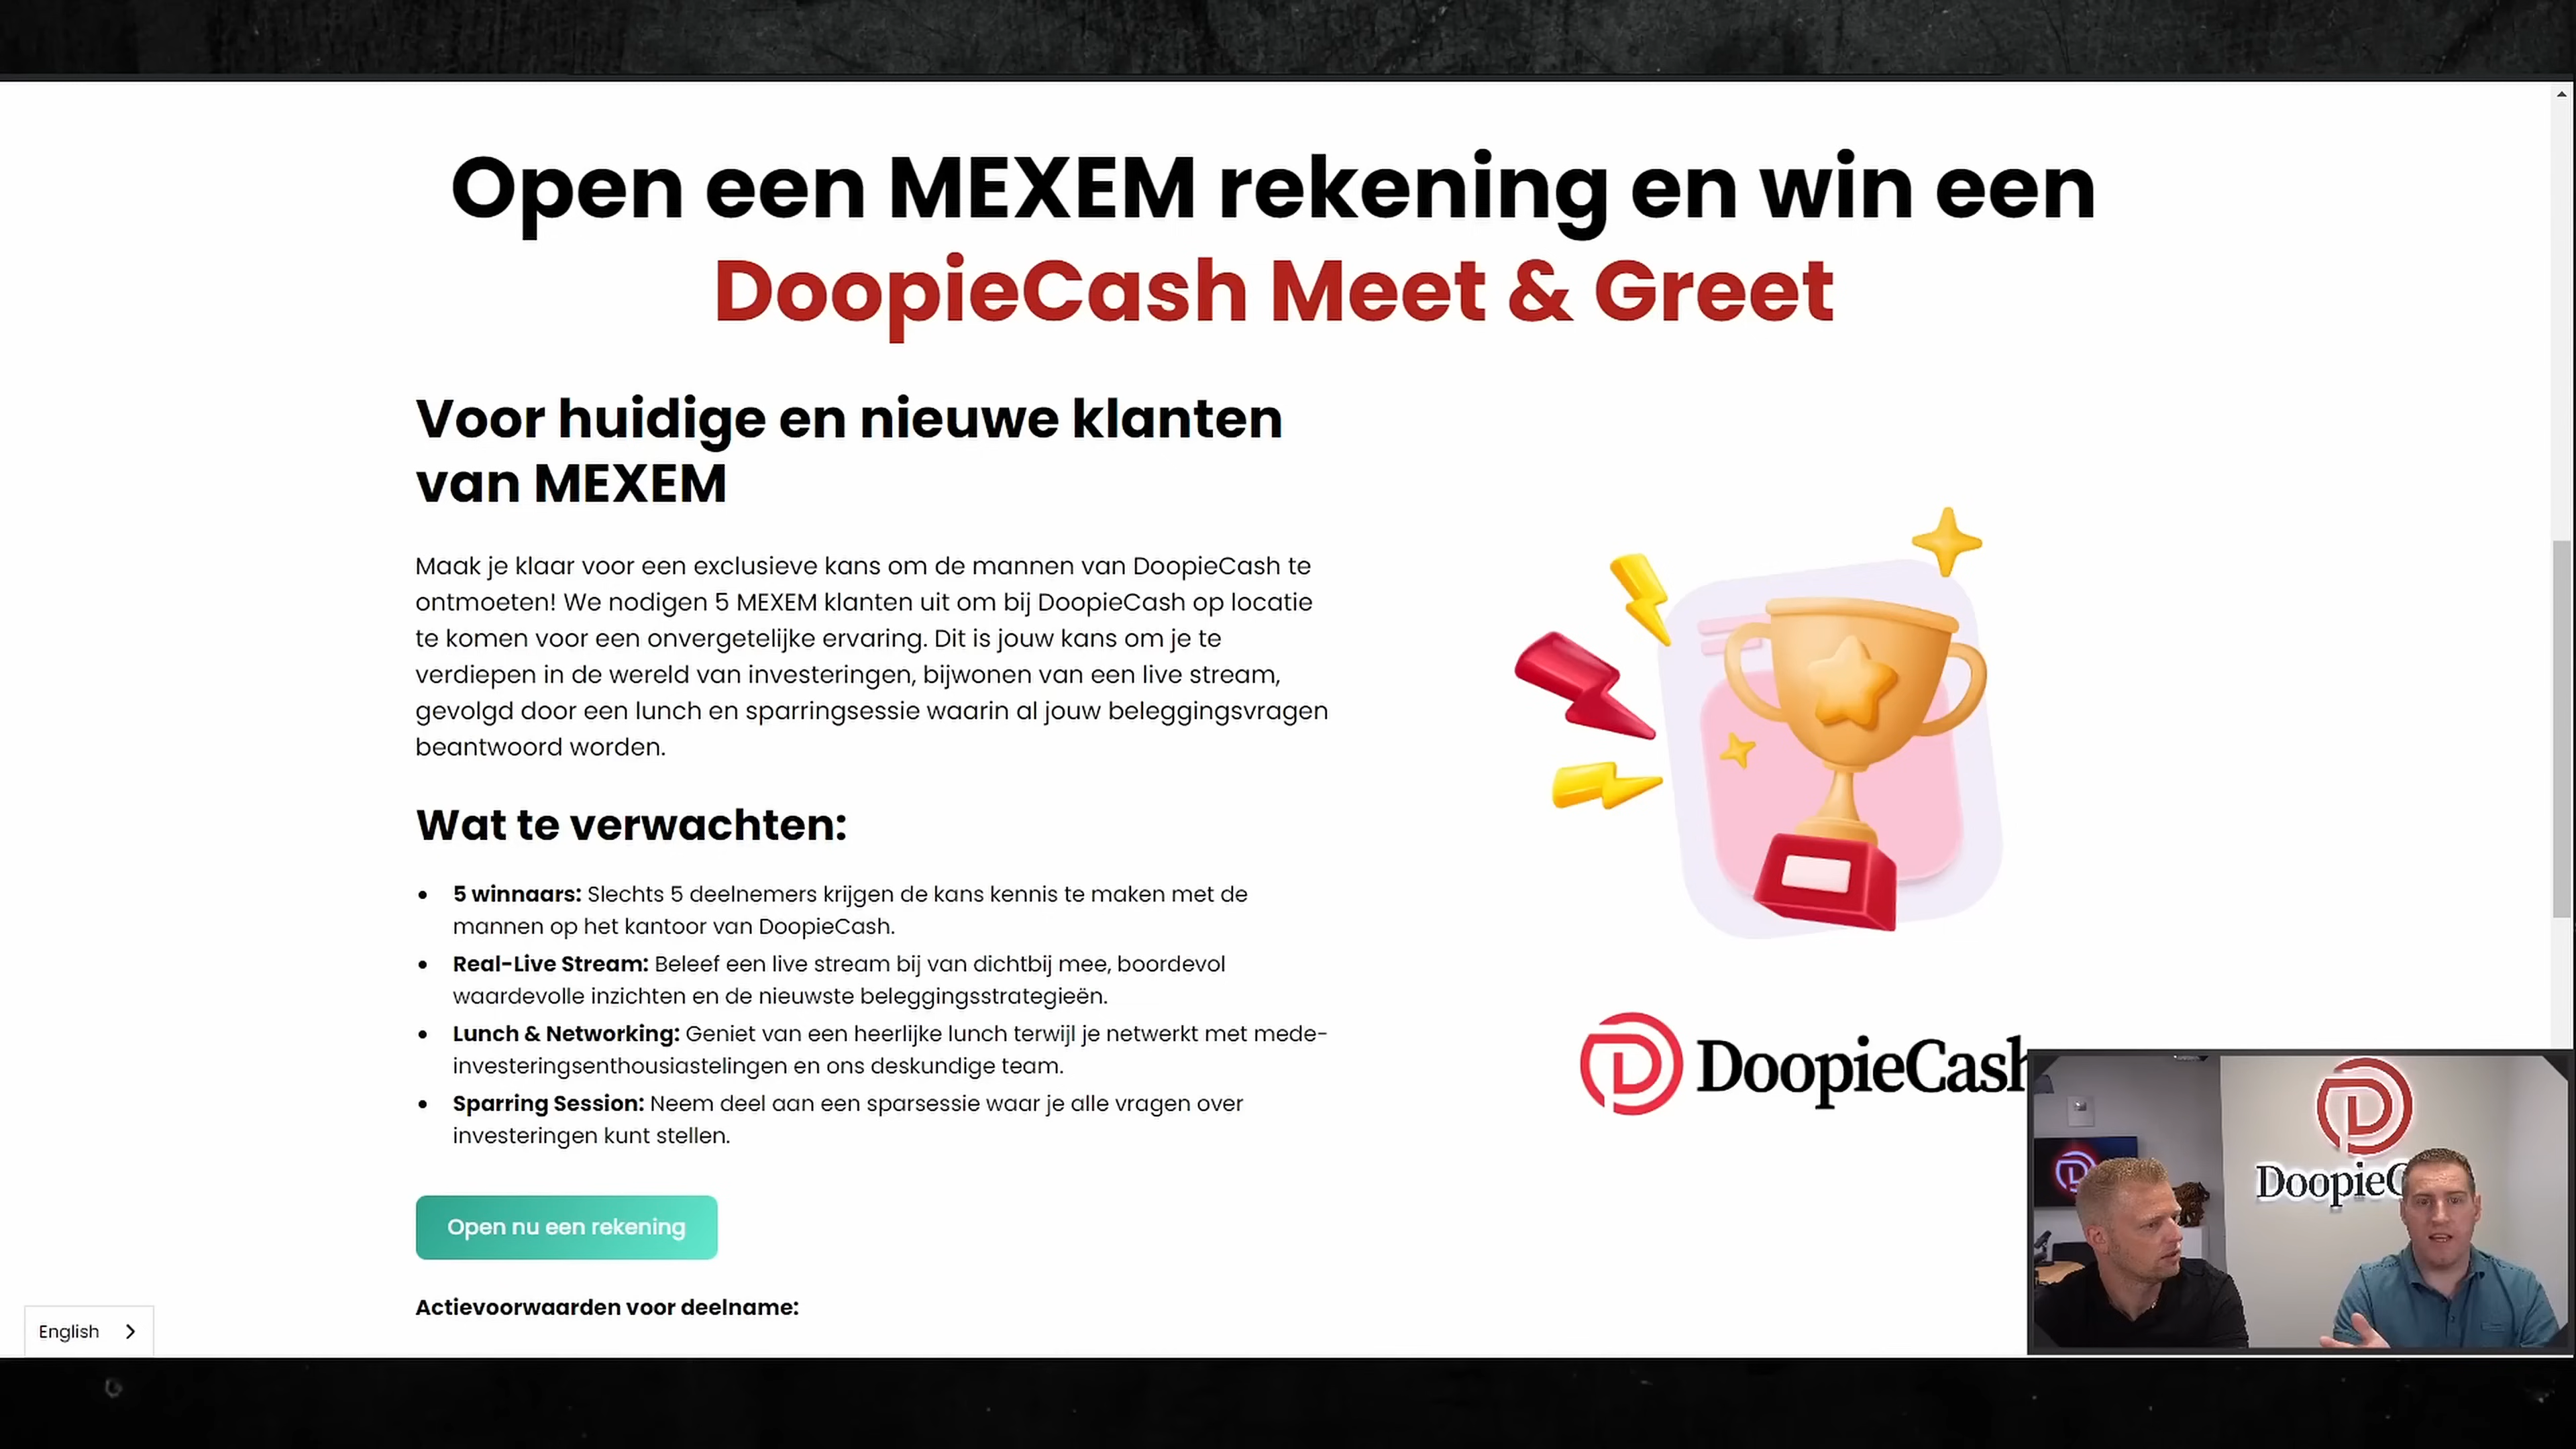 Open een MEXEM rekening en win een
DoopieCash Meet & Greet
Voor huidige en nieuwe klanten
van MEXEM
Maak je klaar voor een exclusieve kans om de mannen van DoopieCash te
ontmoeten! We nodigen 5 MEXEM klanten uit om bij DoopieCash op locatie
te komen voor een onvergetelijke ervaring. Dit is jouw kans om je te
verdiepen in de wereld van investeringen, bijwonen van een live stream,
gevolgd door een lunch en sparringsessie waarin al jouw beleggingsvragen
beantwoord worden.
Wat te verwachten:
• 5 winnaars: Slechts 5 deelnemers krijgen de kans kennis te maken met de
mannen op het kantoor van DoopieCash.
• Real-Live Stream: Beleef een live stream bij van dichtbij mee, boordevol
waardevolle inzichten en de nieuwste beleggingsstrategieën.
• Lunch & Networking: Geniet van een heerlijke lunch terwijl je netwerkt met mede-
investeringsenthousiastelingen en ons deskundige team.
• Sparring Session: Neem deel aan een sparsessie waar je alle vragen over
investeringen kunt stellen.
Open nu een rekening
Actievoorwaarden voor deelname:
English
DoopieCash
DoopieC